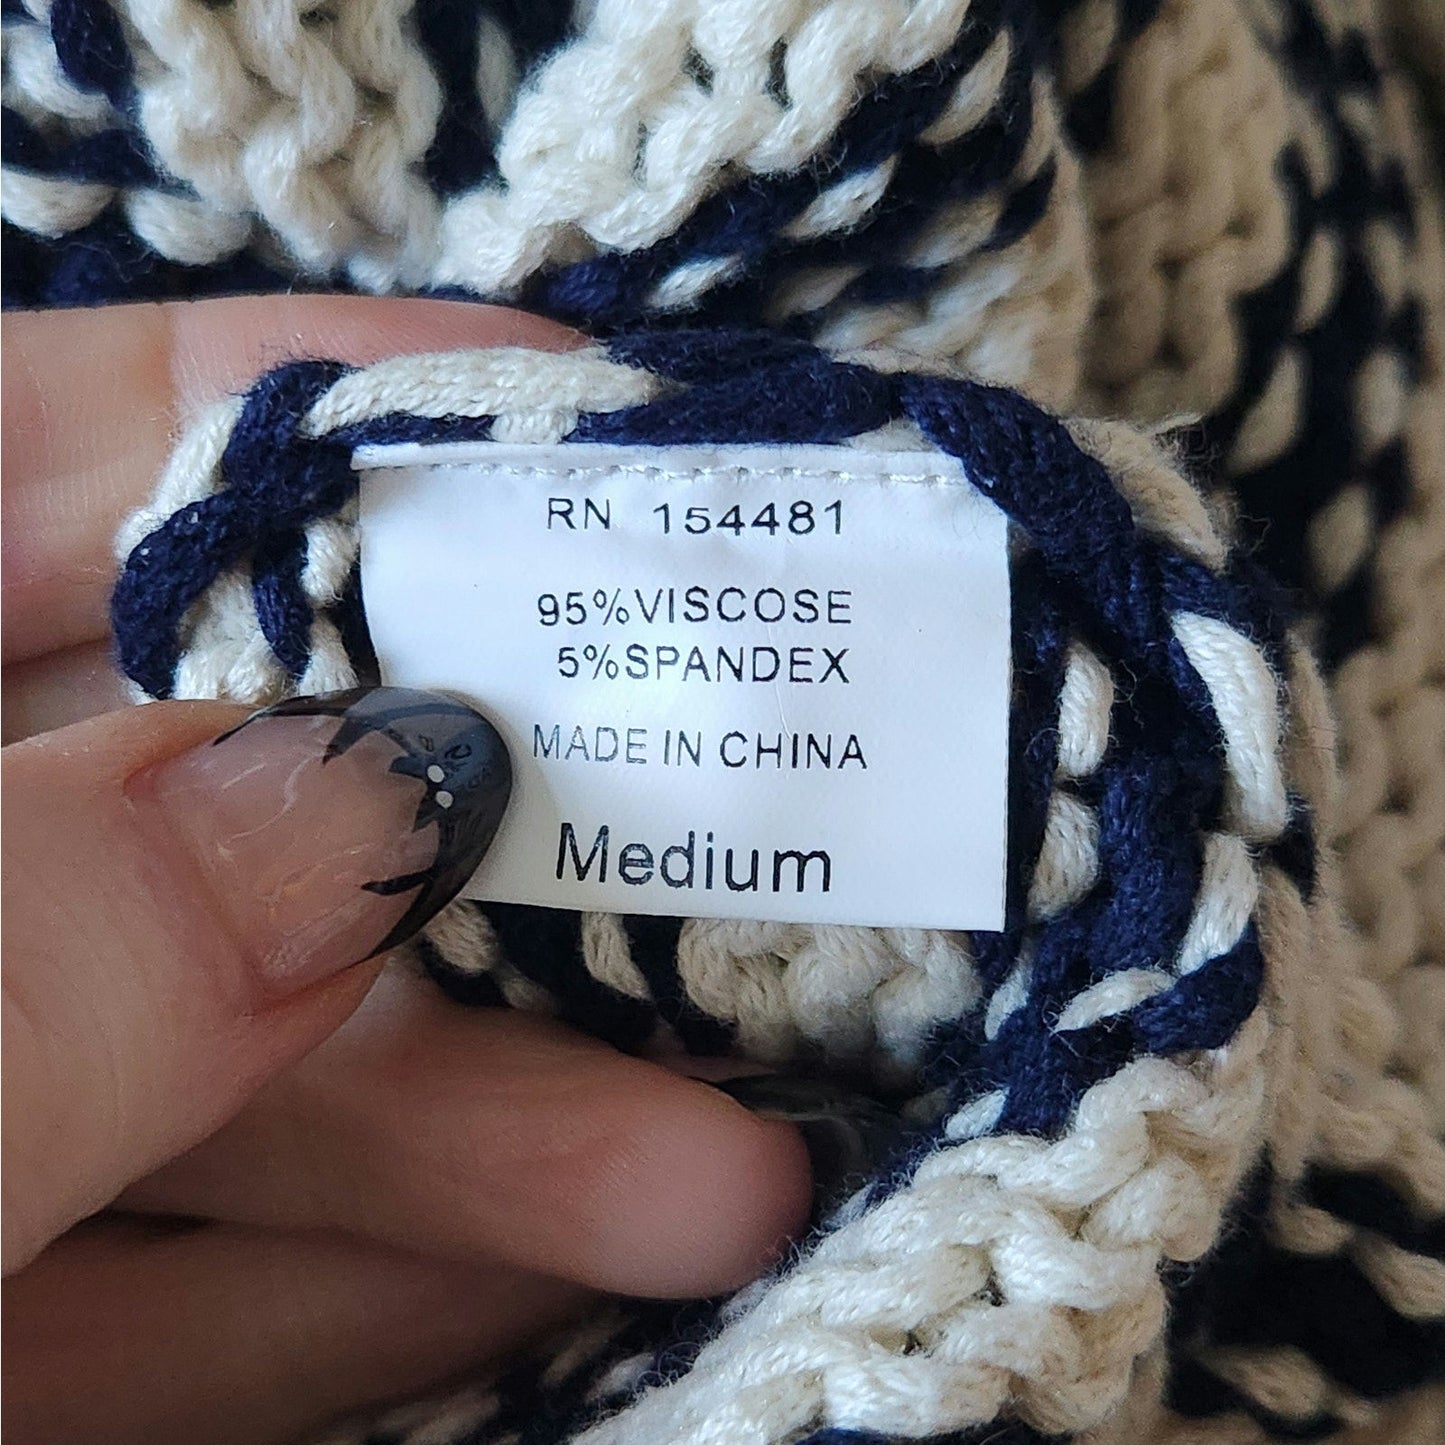 RN 154481
95%VISCOSE
5%SPANDEX
MADE IN CHINA
Medium